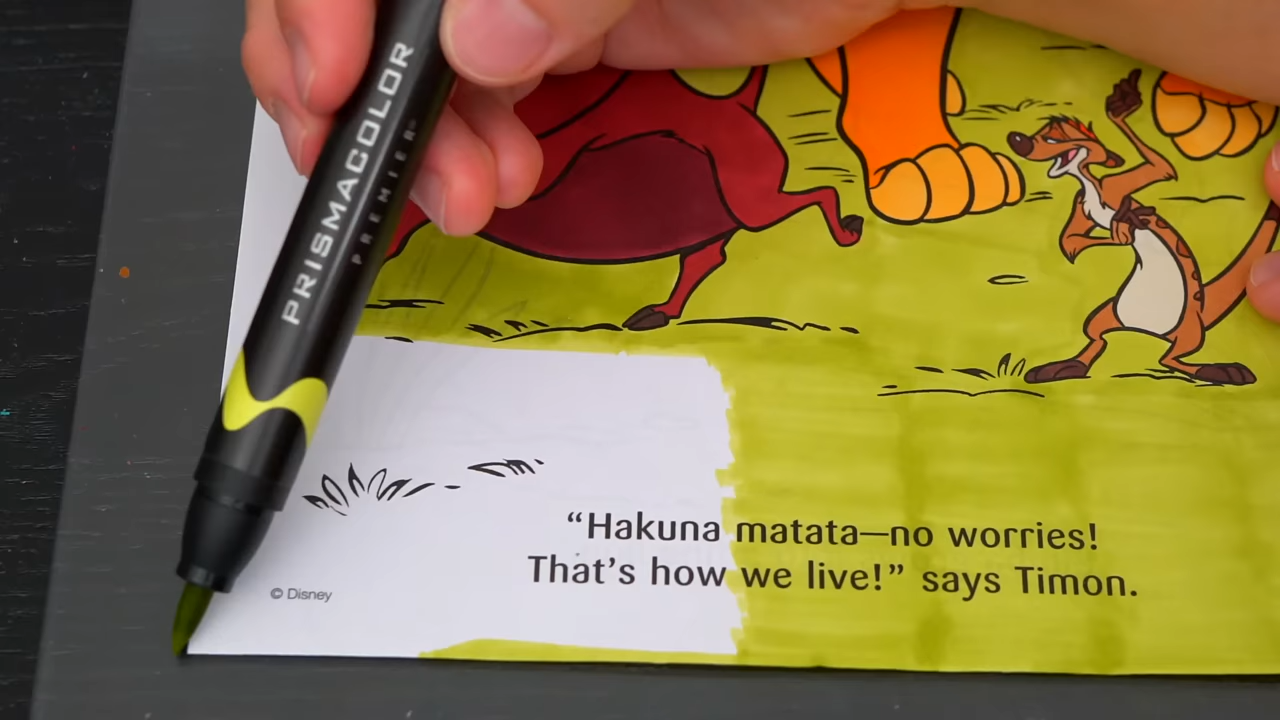 PRISMACOLOR
PREMIER
“Hakuna matata—no worries!
That’s how we live!” says Timon.
© Disney